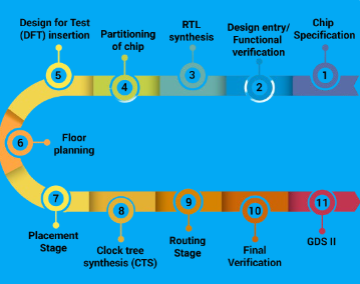 Chip
Specification
1
Design entry/
Functional
verification
2
RTL
synthesis
3
Partitioning
of chip
4
Design for Test
(DFT) insertion
5
6
Floor
planning
7
Placement
Stage
8
Clock tree
synthesis (CTS)
9
Routing
Stage
10
Final
Verification
11
GDS II